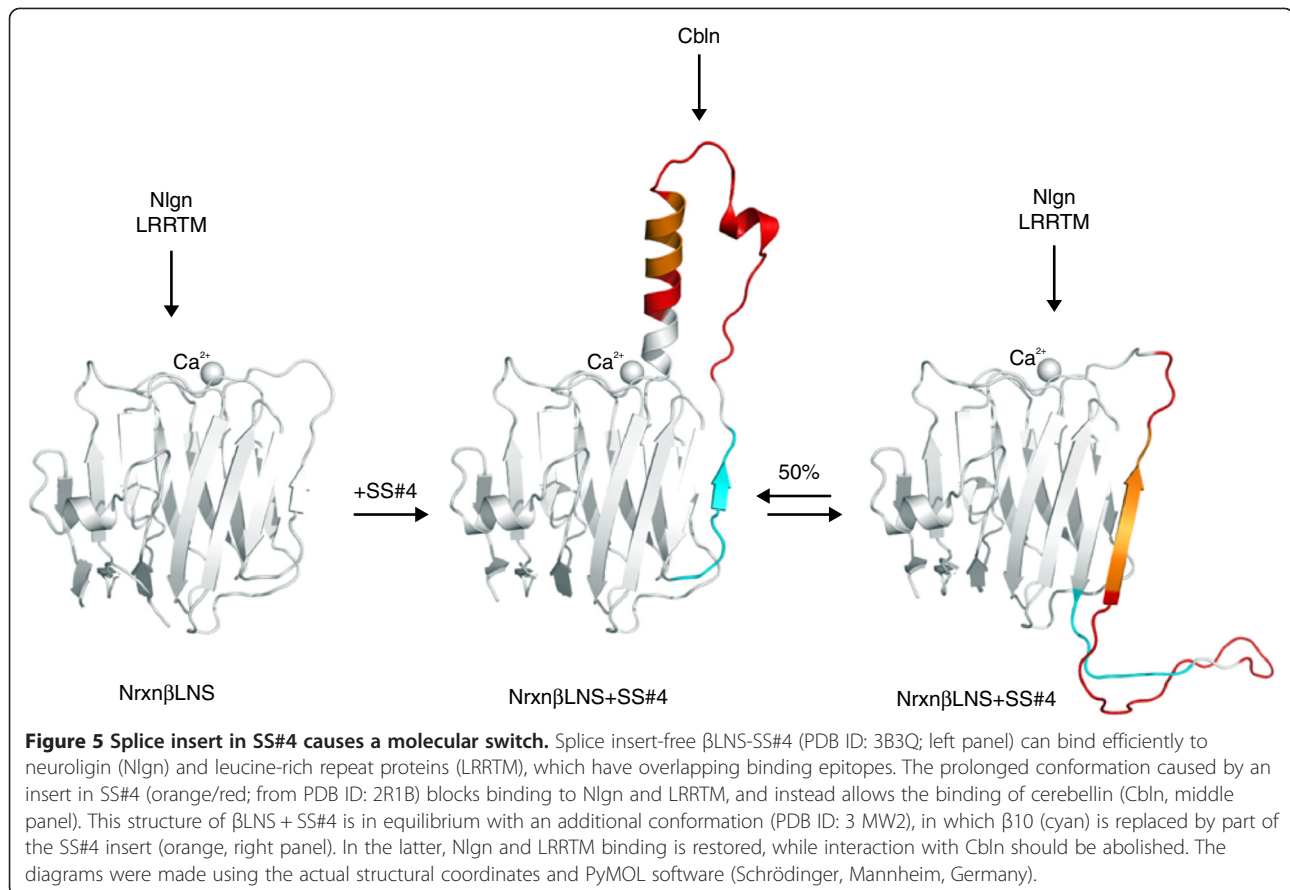 Cbln
Nlgn
LRRTM
Nlgn
LRRTM
Ca²⁺
Ca²⁺
Ca²⁺
+SS#4
50%
NrxnβLNS
NrxnβLNS+SS#4
NrxnβLNS+SS#4
Figure 5 Splice insert in SS#4 causes a molecular switch. Splice insert-free βLNS-SS#4 (PDB ID: 3B3Q; left panel) can bind efficiently to
neuroligin (Nlgn) and leucine-rich repeat proteins (LRRTM), which have overlapping binding epitopes. The prolonged conformation caused by an
insert in SS#4 (orange/red; from PDB ID: 2R1B) blocks binding to Nlgn and LRRTM, and instead allows the binding of cerebellin (Cbln, middle
panel). This structure of βLNS + SS#4 is in equilibrium with an additional conformation (PDB ID: 3 MW2), in which β10 (cyan) is replaced by part of
the SS#4 insert (orange, right panel). In the latter, Nlgn and LRRTM binding is restored, while interaction with Cbln should be abolished. The
diagrams were made using the actual structural coordinates and PyMOL software (Schrödinger, Mannheim, Germany).